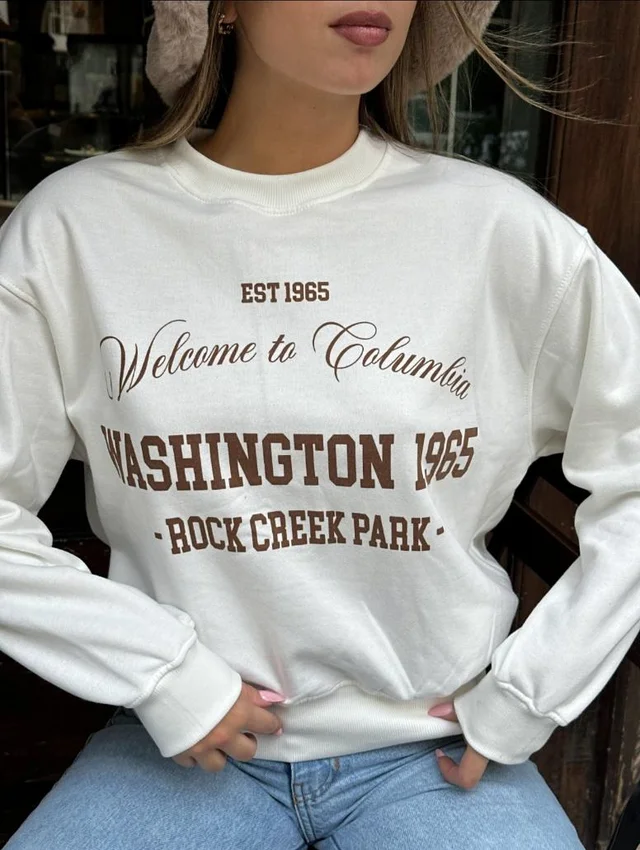 EST 1965
Welcome to Columbia
WASHINGTON 1965
- ROCK CREEK PARK -